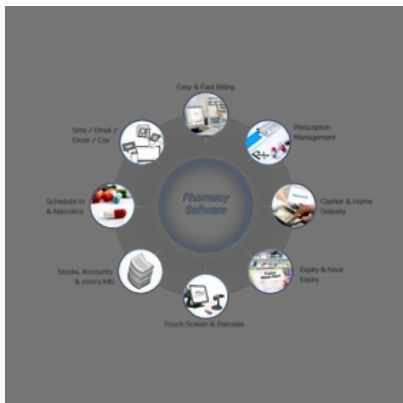 Easy & Fast Billing
Prescription
Management
Cashier & Home
Delivery
Expiry & Near
Expiry
Touch Screen & Barcode
Stocks, Accounts
& 1000's MIS
Schedule-H
& Narcotics
Sms / Email /
Excel / Csv
Pharmacy
Software